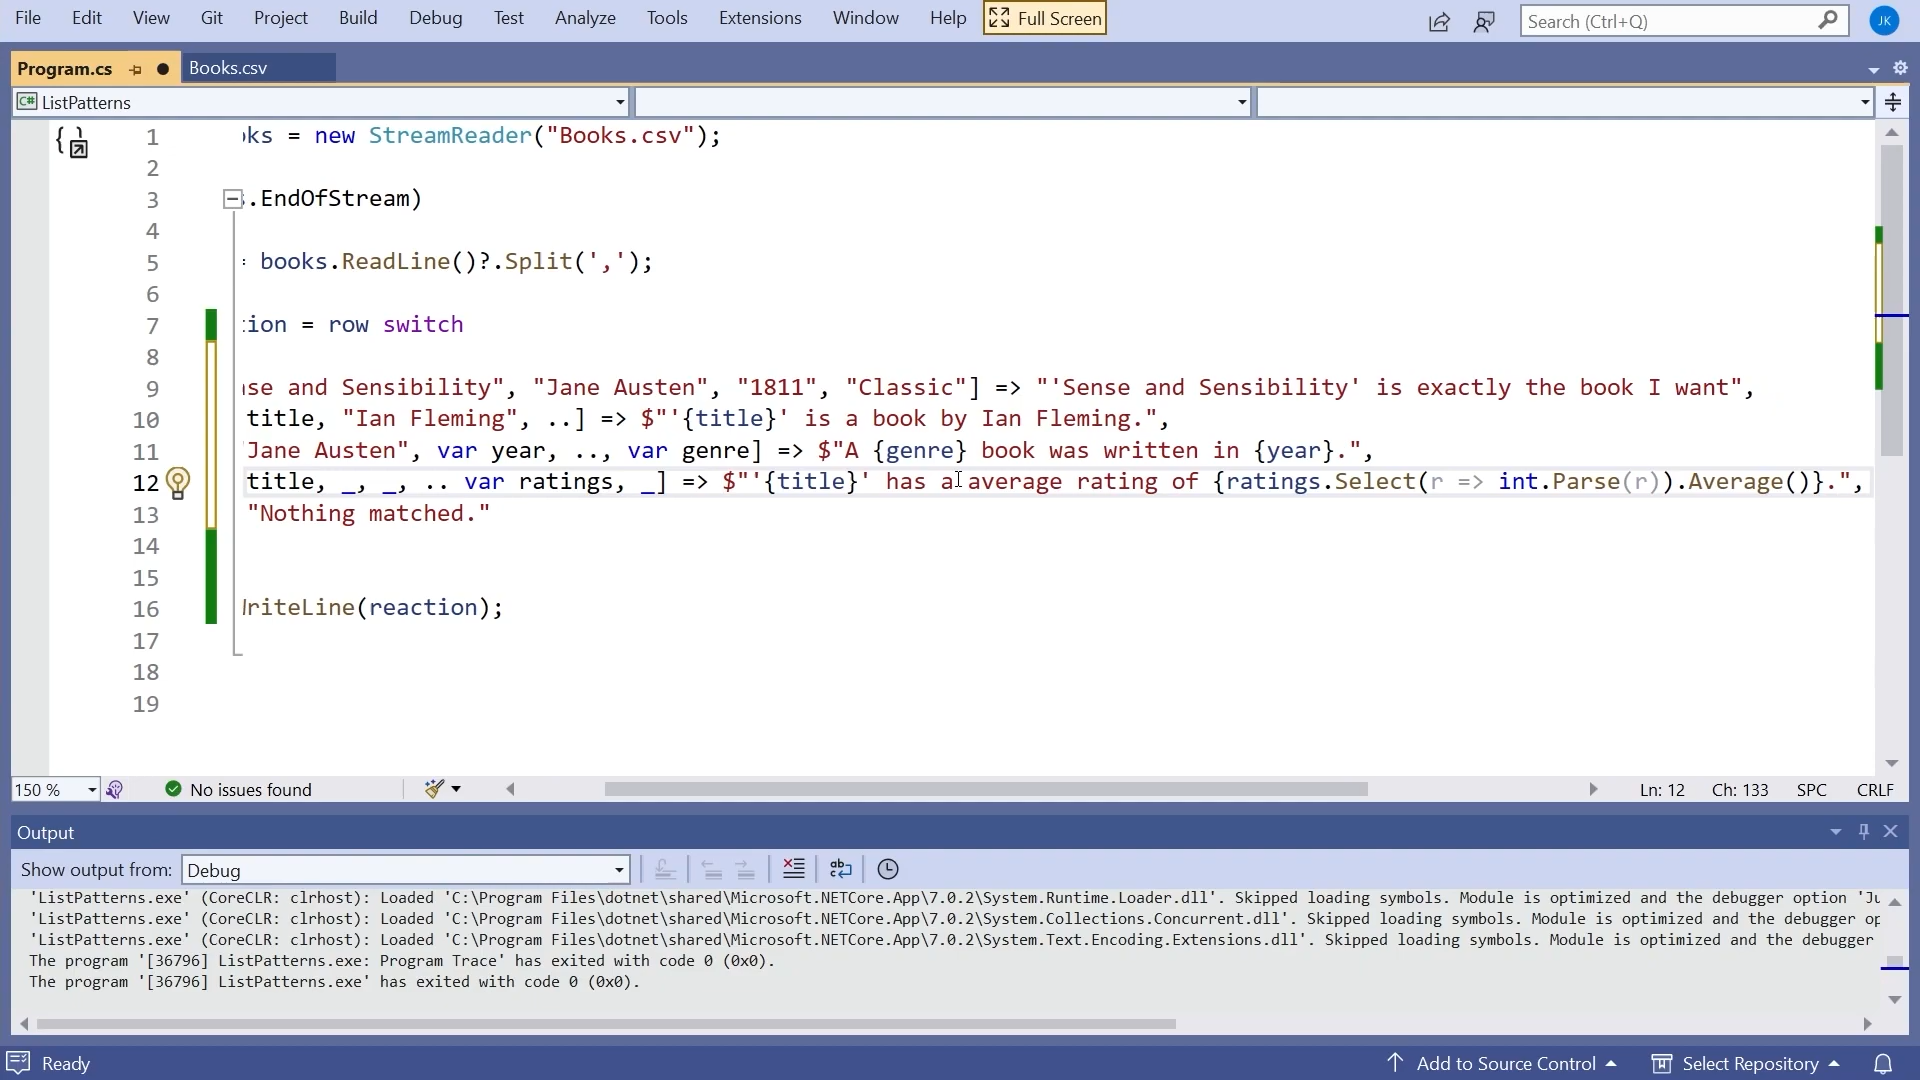 File Edit View Git Project Build Debug Test Analyze Tools Extensions Window Help Full Screen Search (Ctrl+Q) JK
Program.cs Books.csv
C# ListPatterns
1 ks = new StreamReader("Books.csv");
2
3 .EndOfStream)
4
5 = books.ReadLine()?.Split(',');
6
7 tion = row switch
8
9 nse and Sensibility", "Jane Austen", "1811", "Classic"] => "'Sense and Sensibility' is exactly the book I want",
10 title, "Ian Fleming", ..] => $"'{title}' is a book by Ian Fleming.",
11 "Jane Austen", var year, .., var genre] => $"A {genre} book was written in {year}.",
12 title, _, _, .. var ratings, _] => $"'{title}' has a average rating of {ratings.Select(r => int.Parse(r)).Average()}.",
13 "Nothing matched."
14
15
16 WriteLine(reaction);
17
18
19
150 % No issues found Ln: 12 Ch: 133 SPC CRLF
Output
Show output from: Debug
'ListPatterns.exe' (CoreCLR: clrhost): Loaded 'C:\Program Files\dotnet\shared\Microsoft.NETCore.App\7.0.2\System.Runtime.Loader.dll'. Skipped loading symbols. Module is optimized and the debugger option 'Ju
'ListPatterns.exe' (CoreCLR: clrhost): Loaded 'C:\Program Files\dotnet\shared\Microsoft.NETCore.App\7.0.2\System.Collections.Concurrent.dll'. Skipped loading symbols. Module is optimized and the debugger op
'ListPatterns.exe' (CoreCLR: clrhost): Loaded 'C:\Program Files\dotnet\shared\Microsoft.NETCore.App\7.0.2\System.Text.Encoding.Extensions.dll'. Skipped loading symbols. Module is optimized and the debugger
The program '[36796] ListPatterns.exe: Program Trace' has exited with code 0 (0x0).
The program '[36796] ListPatterns.exe' has exited with code 0 (0x0).
Ready Add to Source Control Select Repository